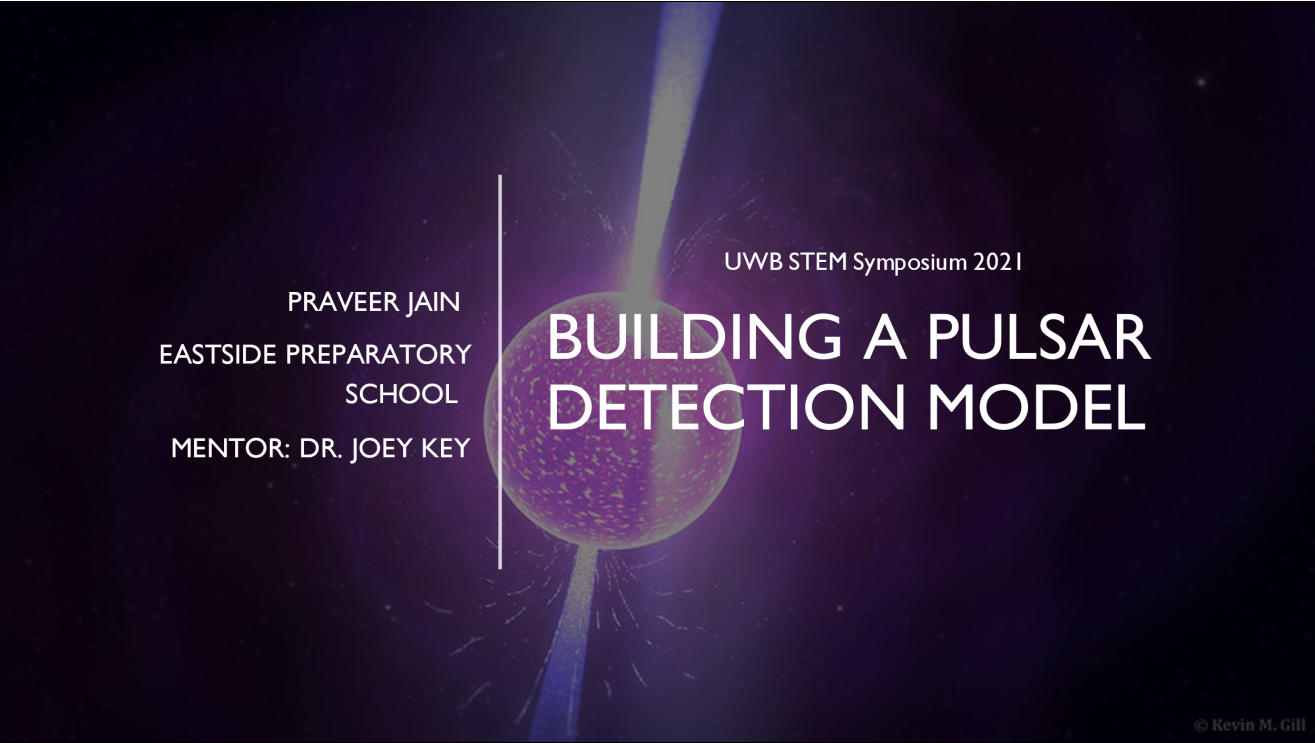 PRAVEER JAIN
EASTSIDE PREPARATORY
SCHOOL
MENTOR: DR. JOEY KEY
UWB STEM Symposium 2021
BUILDING A PULSAR
DETECTION MODEL
© Kevin M. Gill